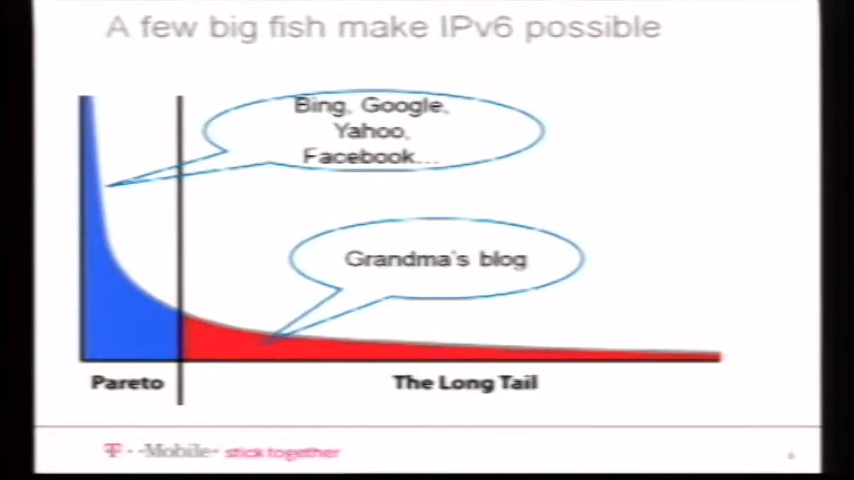 A few big fish make IPv6 possible
Bing, Google,
Yahoo,
Facebook...
Grandma's blog
Pareto
The Long Tail
T - -Mobile- stick together